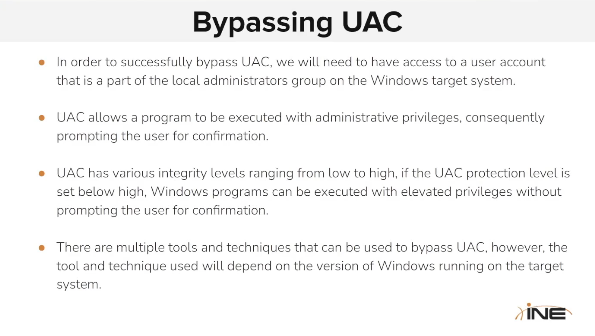 Bypassing UAC
In order to successfully bypass UAC, we will need to have access to a user account
that is a part of the local administrators group on the Windows target system.
UAC allows a program to be executed with administrative privileges, consequently
prompting the user for confirmation.
UAC has various integrity levels ranging from low to high, if the UAC protection level is
set below high, Windows programs can be executed with elevated privileges without
prompting the user for confirmation.
There are multiple tools and techniques that can be used to bypass UAC, however, the
tool and technique used will depend on the version of Windows running on the target
system.
INE